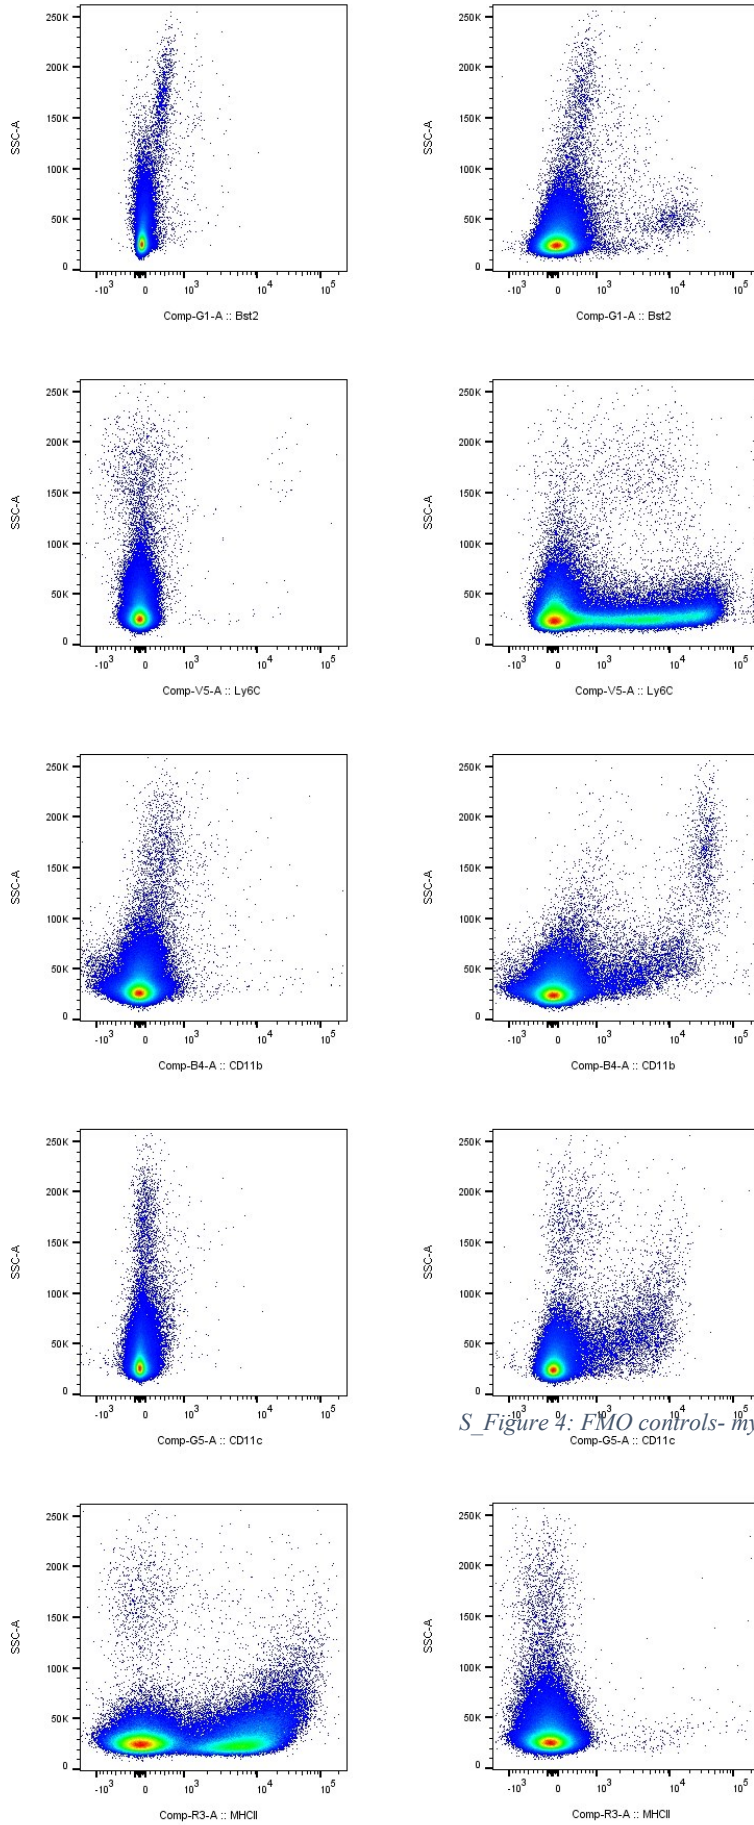 250K
200K
150K
100K
50K
0
SSC-A
-10³ 0 10³ 10⁴ 10⁵
Comp-G1-A :: Bst2
250K
200K
150K
100K
50K
0
SSC-A
-10³ 0 10³ 10⁴ 10⁵
Comp-G1-A :: Bst2
250K
200K
150K
100K
50K
0
SSC-A
-10³ 0 10³ 10⁴ 10⁵
Comp-V5-A :: Ly6C
250K
200K
150K
100K
50K
0
SSC-A
-10³ 0 10³ 10⁴ 10⁵
Comp-V5-A :: Ly6C
250K
200K
150K
100K
50K
0
SSC-A
-10³ 0 10³ 10⁴ 10⁵
Comp-B4-A :: CD11b
250K
200K
150K
100K
50K
0
SSC-A
-10³ 0 10³ 10⁴ 10⁵
Comp-B4-A :: CD11b
250K
200K
150K
100K
50K
0
SSC-A
-10³ 0 10³ 10⁴ 10⁵
Comp-G5-A :: CD11c
250K
200K
150K
100K
50K
0
SSC-A
-10³ 0 10³ 10⁴ 10⁵
S_Figure 4: FMO controls- my
Comp-G5-A :: CD11c
250K
200K
150K
100K
50K
0
SSC-A
-10³ 0 10³ 10⁴ 10⁵
Comp-R3-A :: MHCII
250K
200K
150K
100K
50K
0
SSC-A
-10³ 0 10³ 10⁴ 10⁵
Comp-R3-A :: MHCII